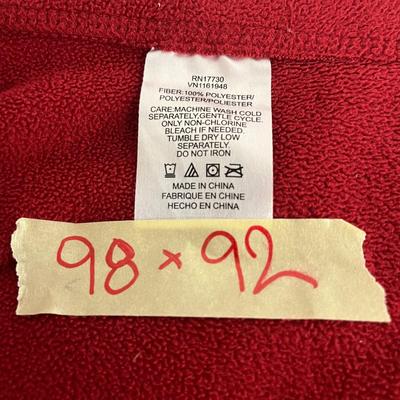 RN17730
VN1161948
FIBER:100% POLYESTER/
POLYESTER/POLIESTER
CARE:MACHINE WASH COLD
SEPARATELY,GENTLE CYCLE.
ONLY NON-CHLORINE
BLEACH IF NEEDED.
TUMBLE DRY LOW
SEPARATELY.
DO NOT IRON
MADE IN CHINA
FABRIQUE EN CHINE
HECHO EN CHINA
98 x 92